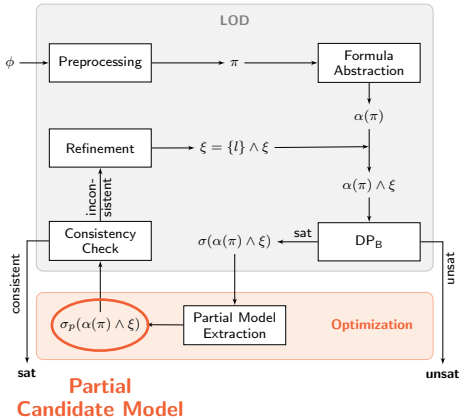 LOD
ϕ
Preprocessing
π
Formula
Abstraction
α(π)
Refinement
ξ = {l} ∧ ξ
α(π) ∧ ξ
incon-
sistent
Consistency
Check
σ(α(π) ∧ ξ)
sat
DP_B
consistent
unsat
σ_p(α(π) ∧ ξ)
Partial Model
Extraction
Optimization
sat
unsat
Partial
Candidate Model